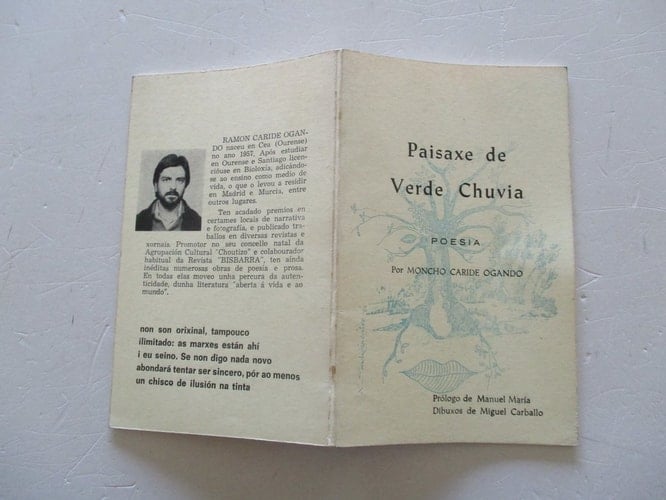 RAMON CARIDE OGAN-
DO naceu en Cea (Ourense)
no ano 1957, Após estudiar
en Ourense e Santiago licen-
cióuse en Bioloxia, adicándo-
se ao ensino como medio de
vida, o que o levou a residir
en Madrid e Murcia, entre
outros lugares.
Ten acadado premios en
certames locais de narrativa
e fotografía, e publicado tra-
ballos en diversas revistas e
xornais. Promotor no seu concello natal da
Agrupación Cultural "Choutizo" e colaborador
habitual da Revista "BISBARRA", ten ainda
inéditas numerosas obras de poesia e prosa.
En todas elas moveo unha percura da auten-
ticidade, dunha literatura "aberta á vida e ao
mundo".
non son orixinal, tampouco
ilimitado: as marxes están ahí
i eu seino. Se non digo nada novo
abondará tentar ser sincero, pór ao menos
un chisco de ilusión na tinta
Paisaxe de
Verde Chuvia
POESIA
Por MONCHO CARIDE OGANDO
Prólogo de Manuel María
Dibuxos de Miguel Carballo